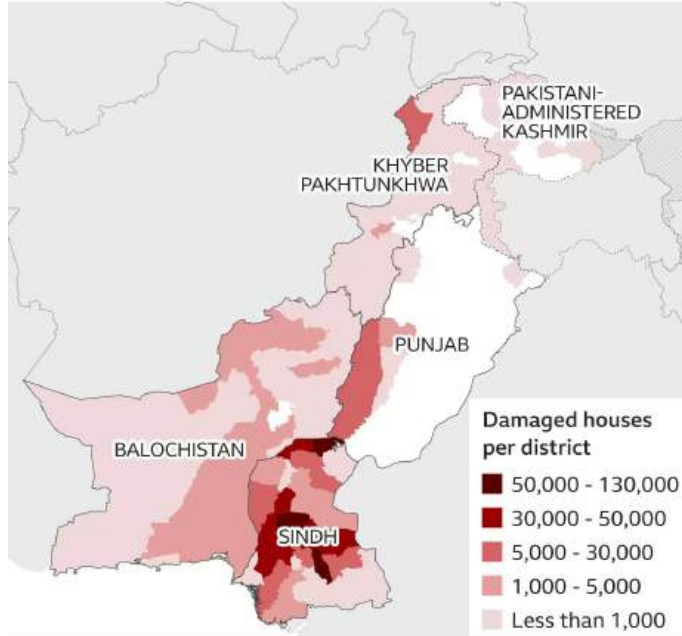 PAKISTANI-
ADMINISTERED
KASHMIR
KHYBER
PAKHTUNKHWA
PUNJAB
BALOCHISTAN
SINDH
Damaged houses
per district
50,000 - 130,000
30,000 - 50,000
5,000 - 30,000
1,000 - 5,000
Less than 1,000